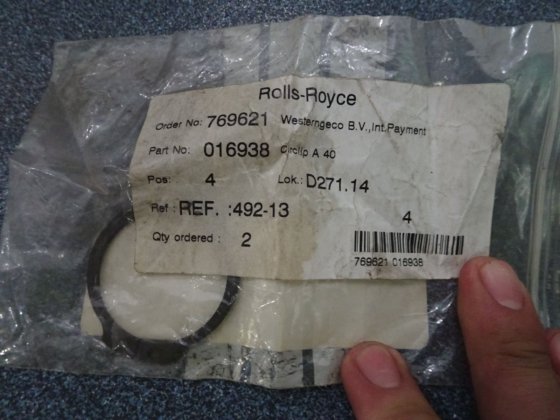 Rolls-Royce
Order No: 769621 Westerngeco B.V.,Int.Payment
Part No: 016938 Circlip A 40
Pos: 4 Lok.: D271.14
Ref : REF. :492-13
4
Qty ordered : 2
769621 016938